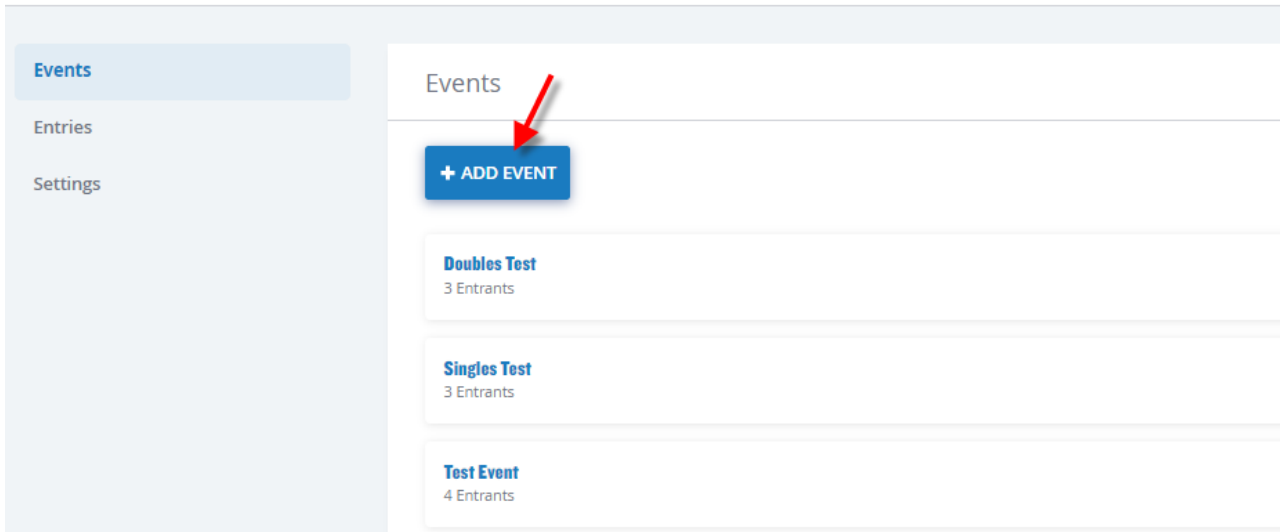 Events
Entries
Settings
Events
+ ADD EVENT
Doubles Test
3 Entrants
Singles Test
3 Entrants
Test Event
4 Entrants